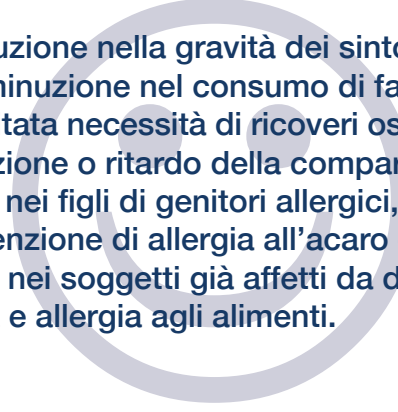 uzione nella gravità dei sinto
minuzione nel consumo di fa
tata necessità di ricoveri os
zione o ritardo della compar
nei figli di genitori allergici,
enzione di allergia all’acaro
nei soggetti già affetti da d
e allergia agli alimenti.